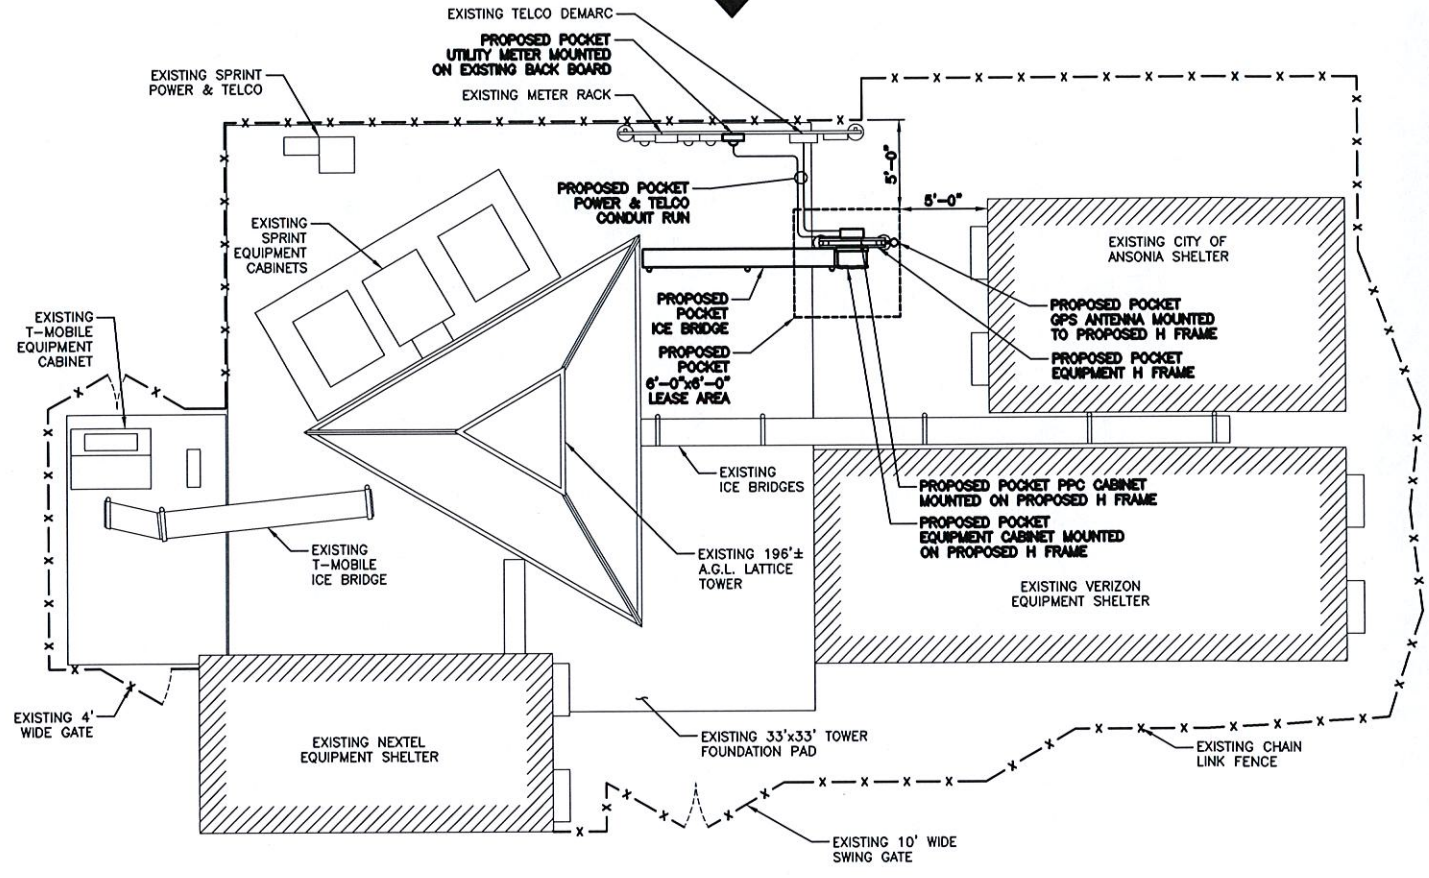 EXISTING TELCO DEMARC
PROPOSED POCKET
UTILITY METER MOUNTED
ON EXISTING BACK BOARD
EXISTING METER RACK
EXISTING SPRINT
POWER & TELCO
5'-0"
5'-0"
PROPOSED POCKET
POWER & TELCO
CONDUIT RUN
EXISTING
SPRINT
EQUIPMENT
CABINETS
EXISTING CITY OF
ANSONIA SHELTER
PROPOSED
POCKET
ICE BRIDGE
PROPOSED POCKET
GPS ANTENNA MOUNTED
TO PROPOSED H FRAME
EXISTING
T-MOBILE
EQUIPMENT
CABINET
PROPOSED
POCKET
6'-0"x6'-0"
LEASE AREA
PROPOSED POCKET
EQUIPMENT H FRAME
EXISTING
ICE BRIDGES
PROPOSED POCKET PPC CABINET
MOUNTED ON PROPOSED H FRAME
PROPOSED POCKET
EQUIPMENT CABINET MOUNTED
ON PROPOSED H FRAME
EXISTING
T-MOBILE
ICE BRIDGE
EXISTING 196'±
A.G.L. LATTICE
TOWER
EXISTING VERIZON
EQUIPMENT SHELTER
EXISTING 4'
WIDE GATE
EXISTING NEXTEL
EQUIPMENT SHELTER
EXISTING 33'x33' TOWER
FOUNDATION PAD
EXISTING CHAIN
LINK FENCE
EXISTING 10' WIDE
SWING GATE